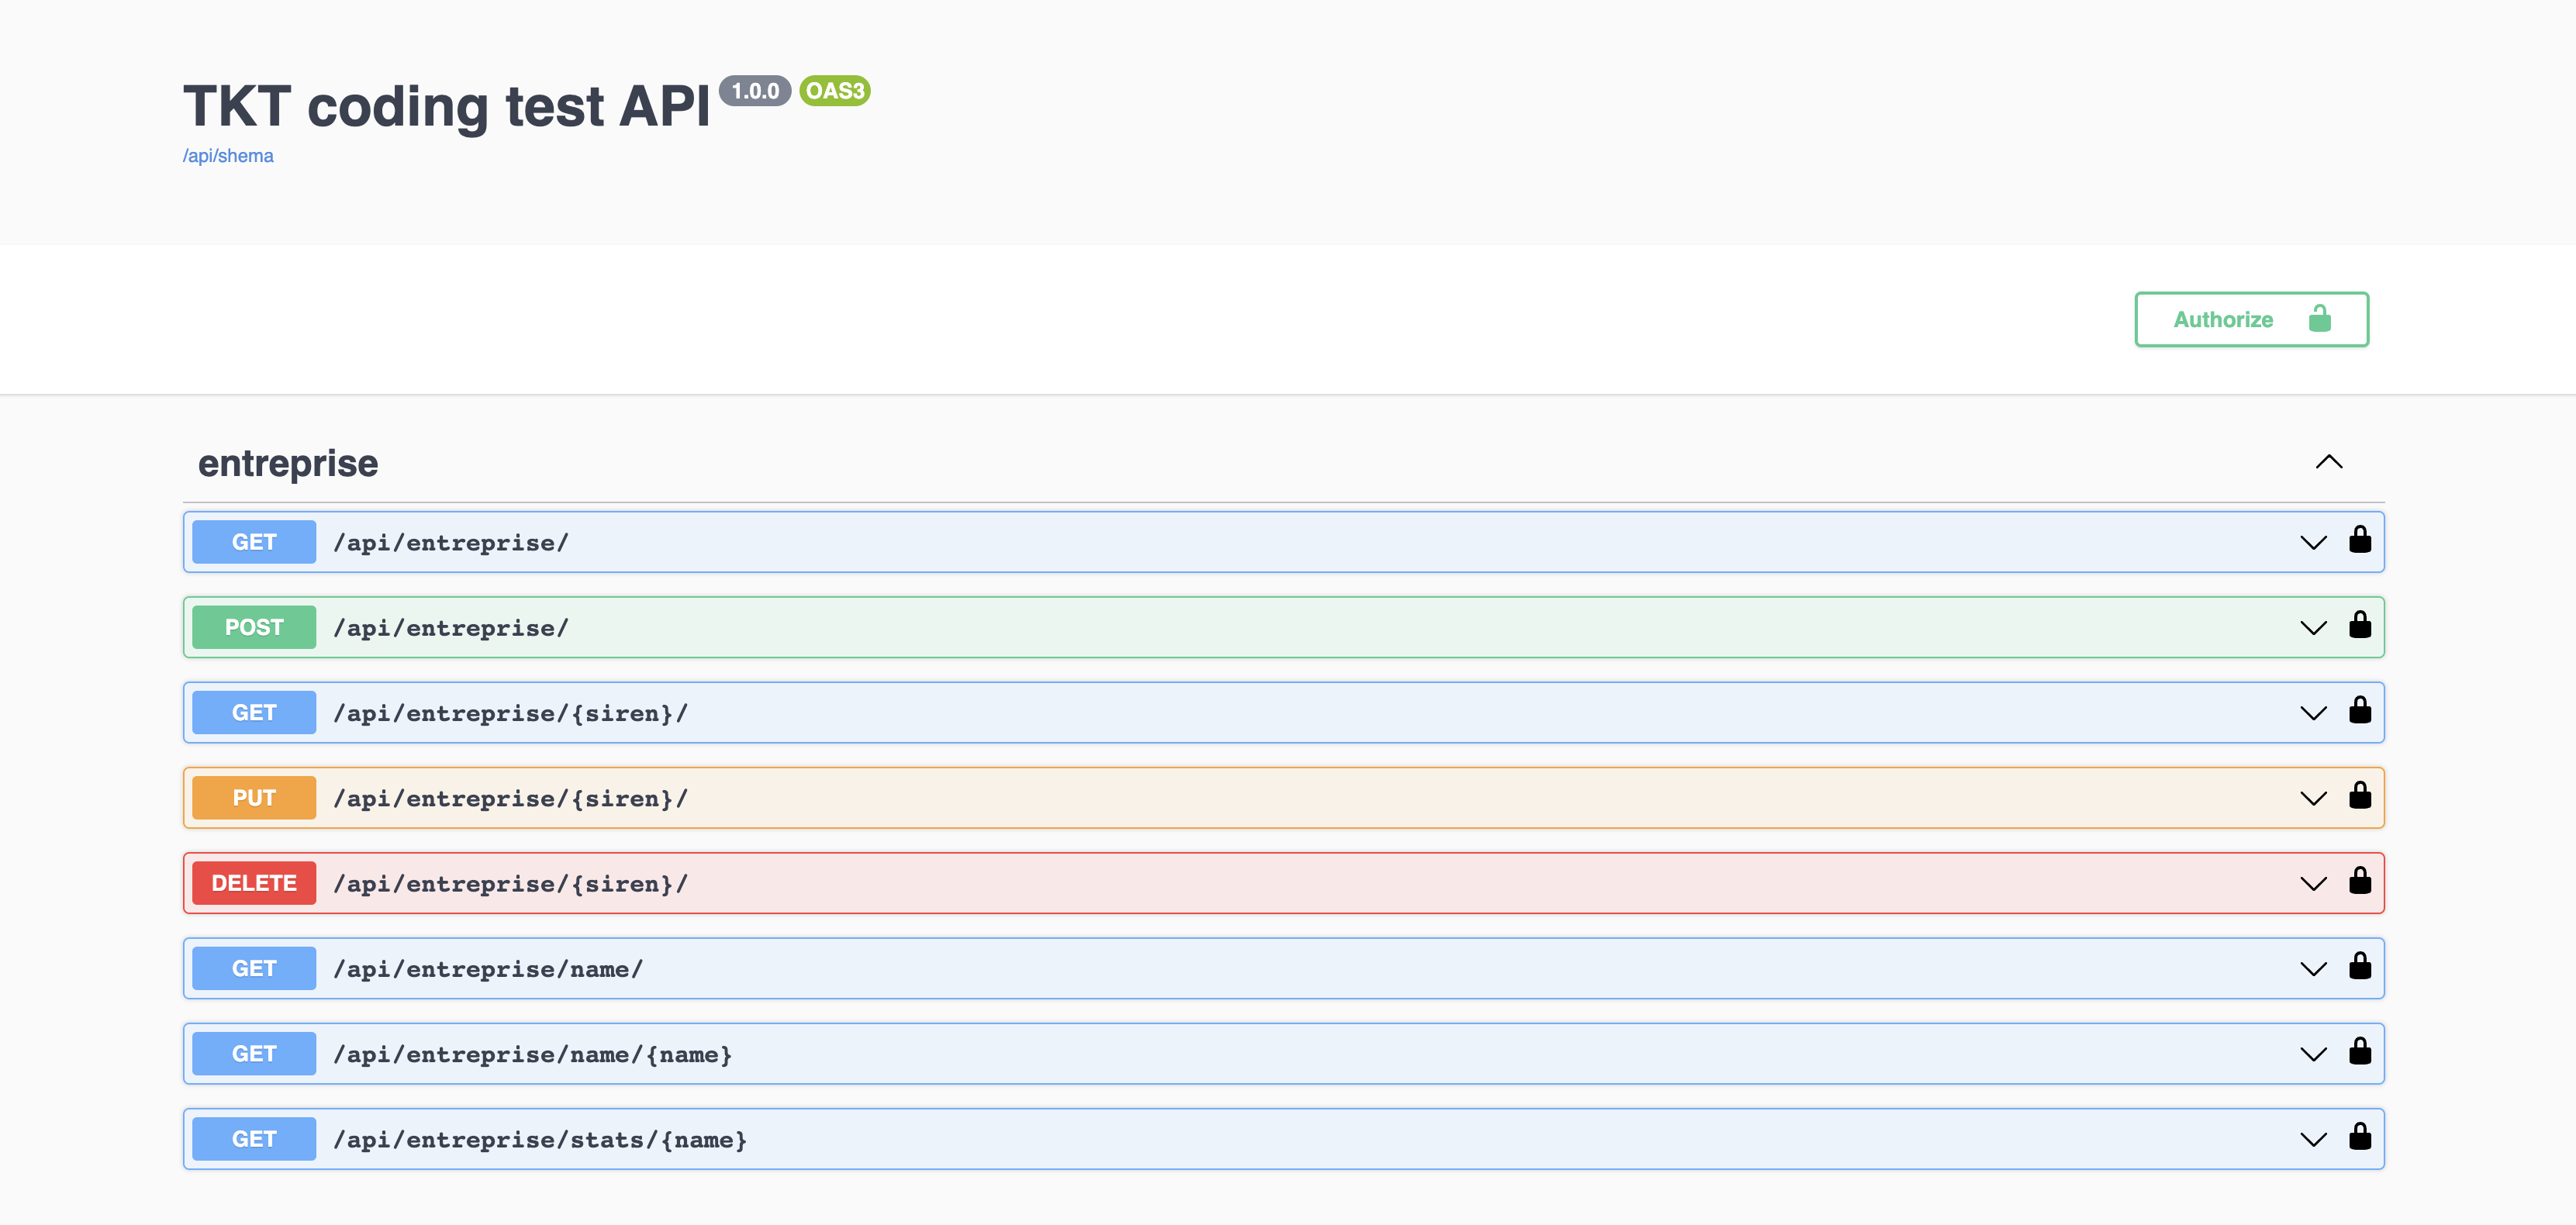 TKT coding test API 1.0.0 OAS3
/api/shema
Authorize
entreprise
GET /api/entreprise/
POST /api/entreprise/
GET /api/entreprise/{siren}/
PUT /api/entreprise/{siren}/
DELETE /api/entreprise/{siren}/
GET /api/entreprise/name/
GET /api/entreprise/name/{name}
GET /api/entreprise/stats/{name}